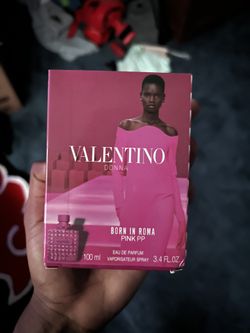 VALENTINO
DONNA
BORN IN ROMA
PINK PP
EAU DE PARFUM
100 ml VAPORISATEUR SPRAY 3.4 FL.OZ.